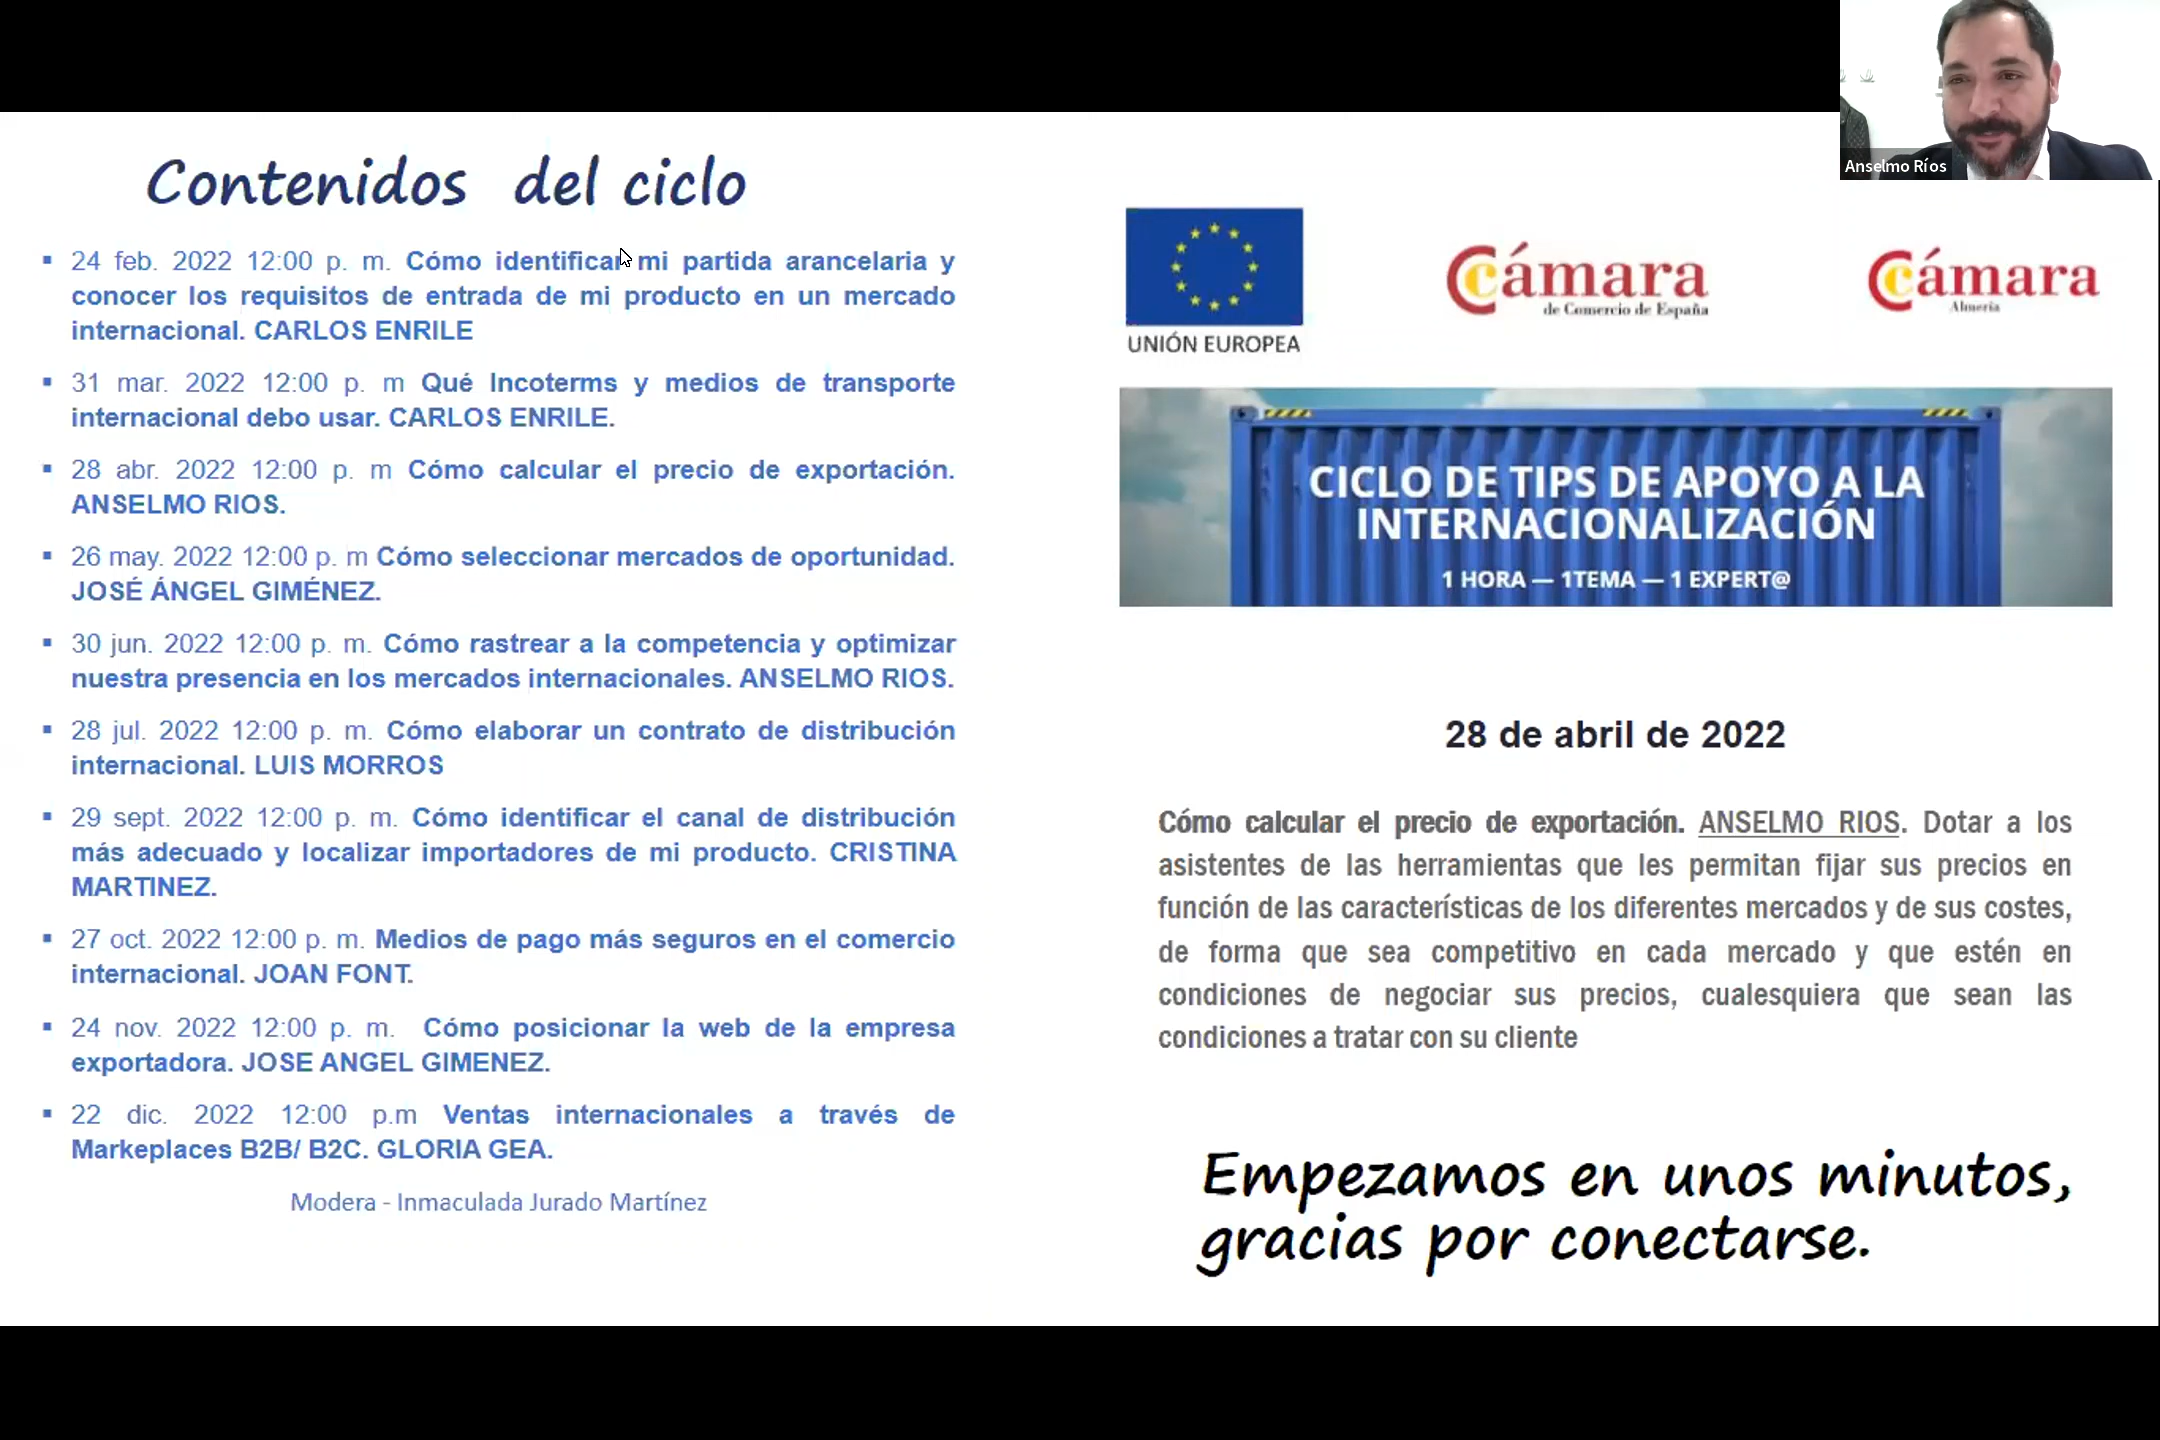 Anselmo Ríos
Contenidos del ciclo
▪ 24 feb. 2022 12:00 p. m. Cómo identificar mi partida arancelaria y
conocer los requisitos de entrada de mi producto en un mercado
internacional. CARLOS ENRILE
▪ 31 mar. 2022 12:00 p. m Qué Incoterms y medios de transporte
internacional debo usar. CARLOS ENRILE.
▪ 28 abr. 2022 12:00 p. m Cómo calcular el precio de exportación.
ANSELMO RIOS.
▪ 26 may. 2022 12:00 p. m Cómo seleccionar mercados de oportunidad.
JOSÉ ÁNGEL GIMÉNEZ.
▪ 30 jun. 2022 12:00 p. m. Cómo rastrear a la competencia y optimizar
nuestra presencia en los mercados internacionales. ANSELMO RIOS.
▪ 28 jul. 2022 12:00 p. m. Cómo elaborar un contrato de distribución
internacional. LUIS MORROS
▪ 29 sept. 2022 12:00 p. m. Cómo identificar el canal de distribución
más adecuado y localizar importadores de mi producto. CRISTINA
MARTINEZ.
▪ 27 oct. 2022 12:00 p. m. Medios de pago más seguros en el comercio
internacional. JOAN FONT.
▪ 24 nov. 2022 12:00 p. m. Cómo posicionar la web de la empresa
exportadora. JOSE ANGEL GIMENEZ.
▪ 22 dic. 2022 12:00 p.m Ventas internacionales a través de
Markeplaces B2B/ B2C. GLORIA GEA.
Modera - Inmaculada Jurado Martínez
UNIÓN EUROPEA
Cámara
de Comercio de España
Cámara
Almería
CICLO DE TIPS DE APOYO A LA
INTERNACIONALIZACIÓN
1 HORA — 1TEMA — 1 EXPERT@
28 de abril de 2022
Cómo calcular el precio de exportación. ANSELMO RIOS. Dotar a los
asistentes de las herramientas que les permitan fijar sus precios en
función de las características de los diferentes mercados y de sus costes,
de forma que sea competitivo en cada mercado y que estén en
condiciones de negociar sus precios, cualesquiera que sean las
condiciones a tratar con su cliente
Empezamos en unos minutos,
gracias por conectarse.